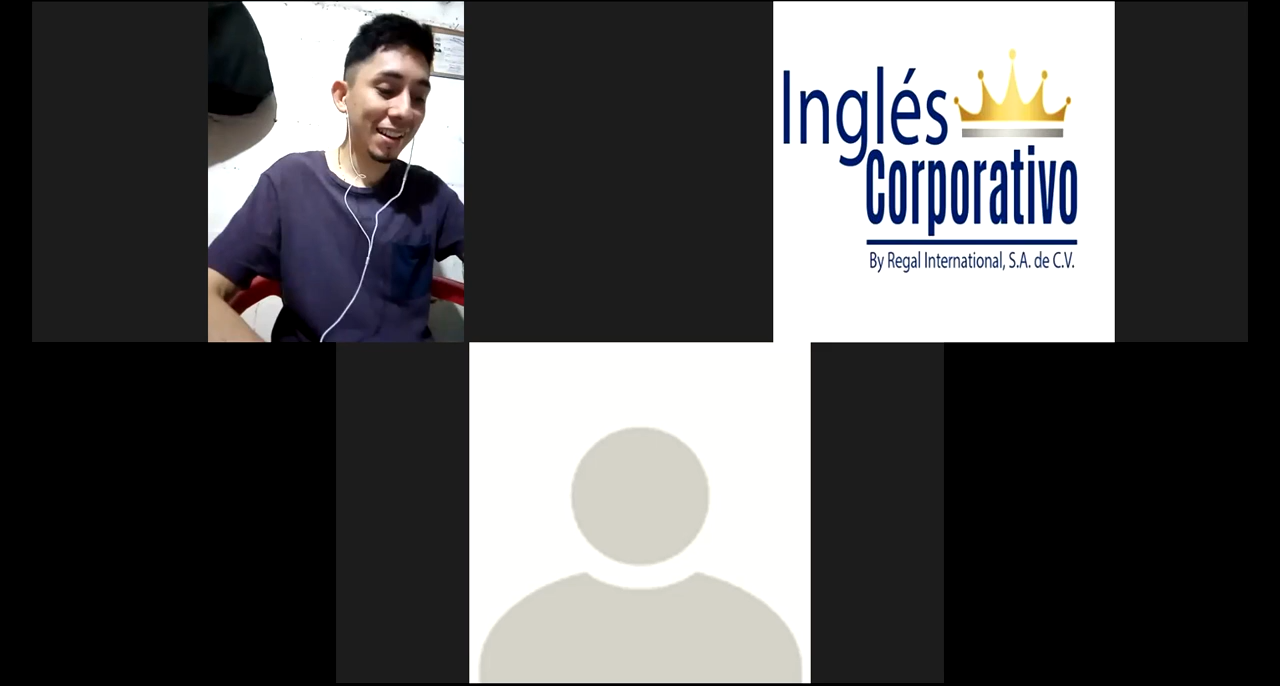 Inglés
Corporativo
By Regal International, S.A. de C.V.